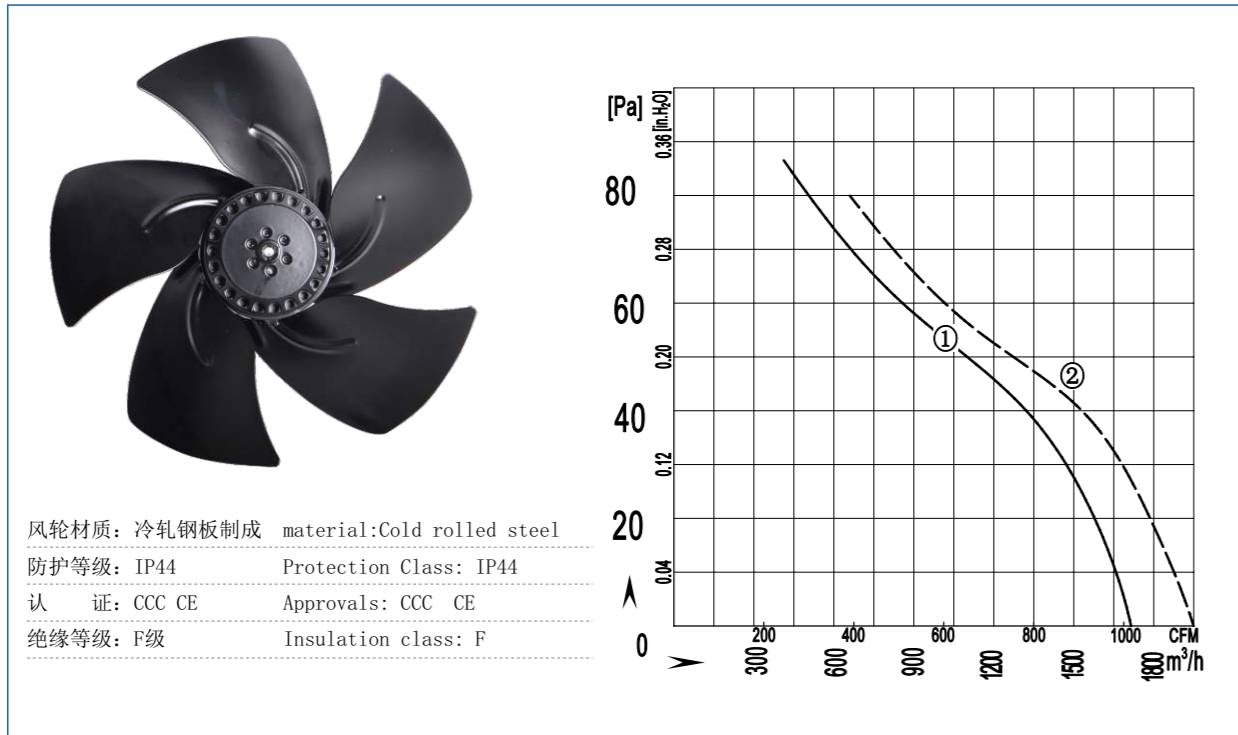 风轮材质：冷轧钢板制成 material:Cold rolled steel
防护等级：IP44 Protection Class: IP44
认 证：CCC CE Approvals: CCC CE
绝缘等级：F级 Insulation class: F
[Pa]
80
60
40
20
0
[in.H₂O]
0.36
0.28
0.20
0.12
0.04
①
②
200 400 600 800 1000 CFM
300 600 900 1200 1500 1800 m³/h